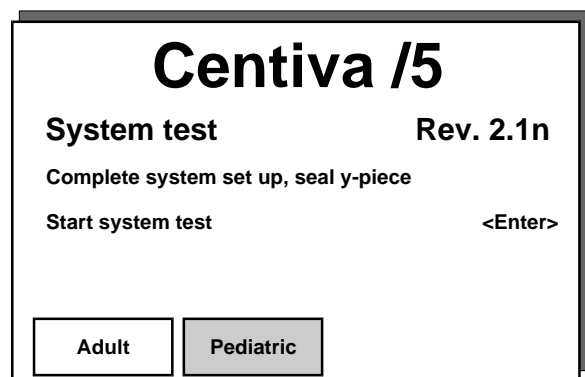 Centiva /5
System test Rev. 2.1n
Complete system set up, seal y-piece
Start system test <Enter>
Adult Pediatric